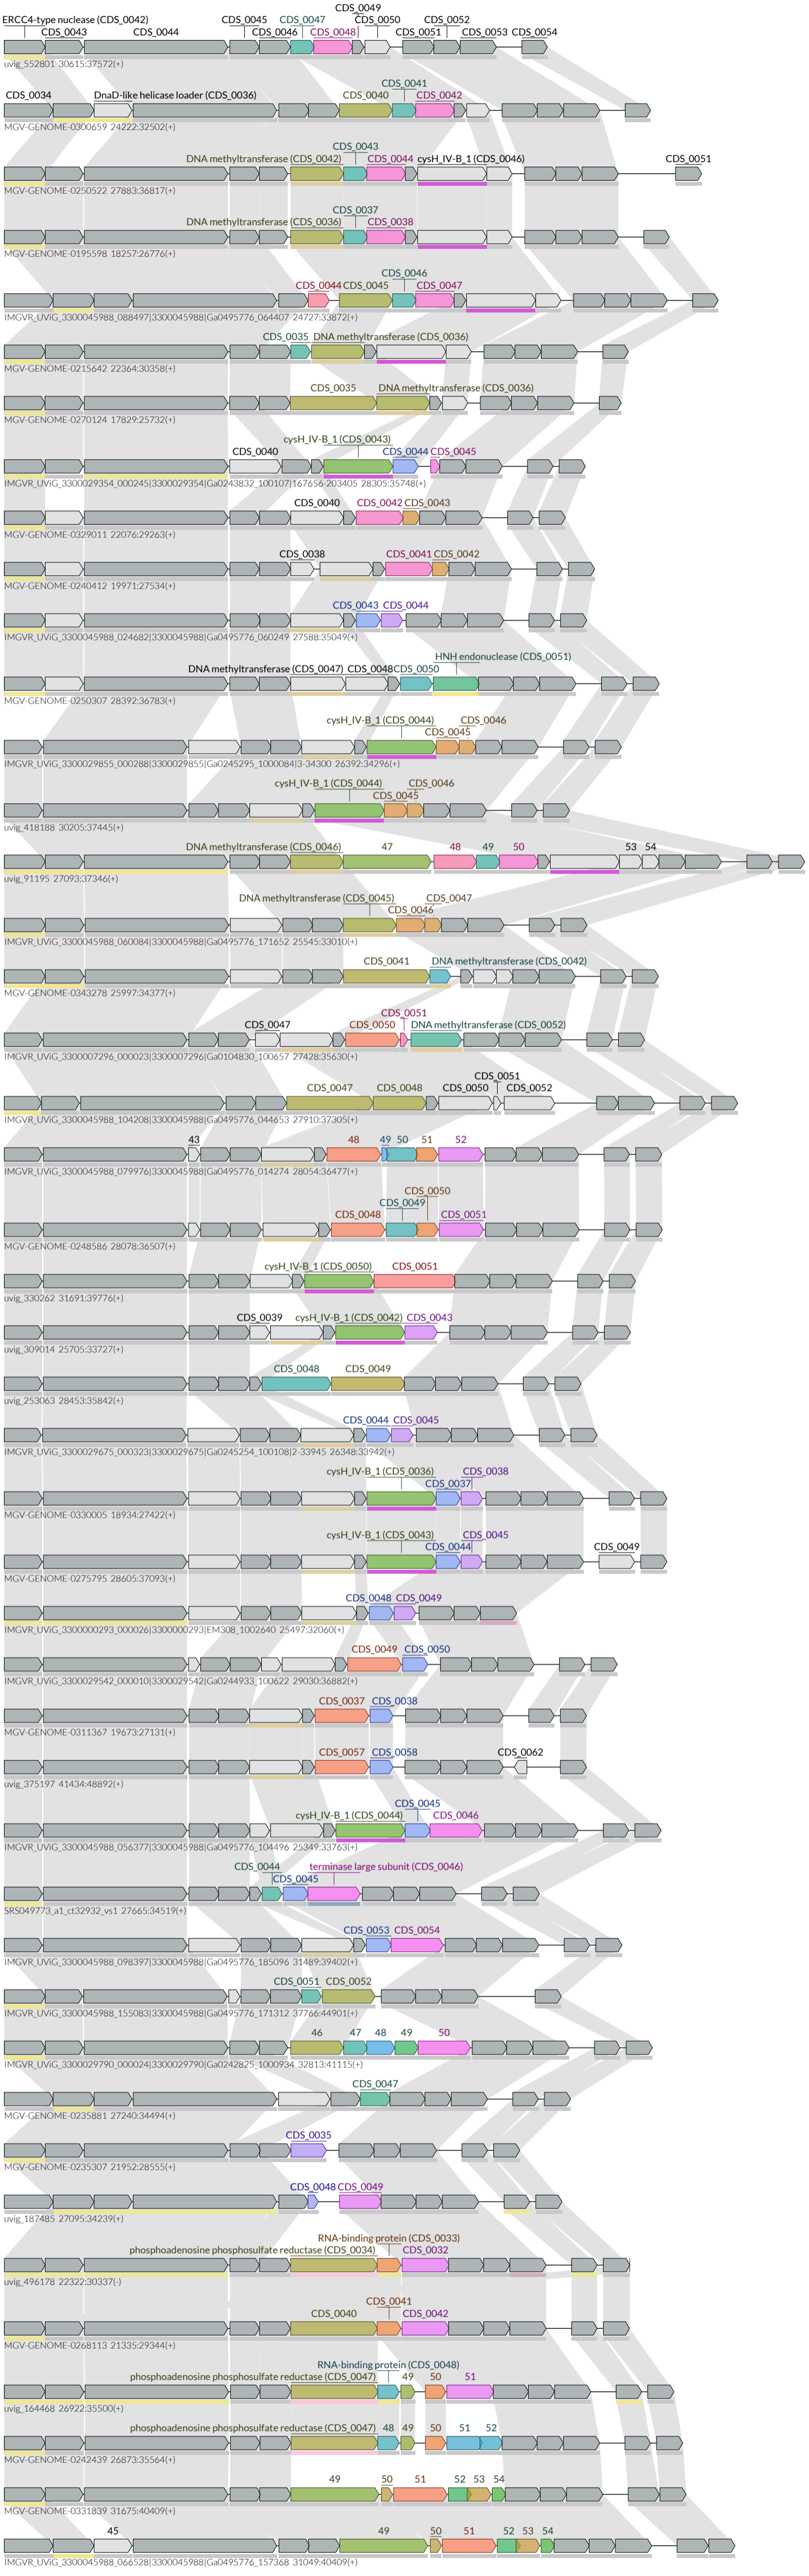 CDS_0049
ERCC4-type nuclease (CDS_0042) CDS_0045 CDS_0047 CDS_0050 CDS_0052
CDS_0043 CDS_0044 CDS_0046 CDS_0048 CDS_0051 CDS_0053 CDS_0054
uvig_552801 30615:37572(+)
CDS_0041
CDS_0034 DnaD-like helicase loader (CDS_0036) CDS_0040 CDS_0042
MGV-GENOME-0300659 24222:32502(+)
CDS_0043
DNA methyltransferase (CDS_0042) CDS_0044 cysH_IV-B_1 (CDS_0046) CDS_0051
MGV-GENOME-0250522 27883:36817(+)
CDS_0037
DNA methyltransferase (CDS_0036) CDS_0038
MGV-GENOME-0195598 18257:26776(+)
CDS_0046
CDS_0044 CDS_0045 CDS_0047
IMGVR_UViG_3300045988_088497|3300045988|Ga0495776_064407 24727:33872(+)
CDS_0035 DNA methyltransferase (CDS_0036)
MGV-GENOME-0215642 22364:30358(+)
CDS_0035 DNA methyltransferase (CDS_0036)
MGV-GENOME-0270124 17829:25732(+)
cysH_IV-B_1 (CDS_0043)
CDS_0040 CDS_0044 CDS_0045
IMGVR_UViG_3300029354_000245|3300029354|Ga0243832_100107|167656-203405 28305:35748(+)
CDS_0040 CDS_0042 CDS_0043
MGV-GENOME-0329011 22076:29263(+)
CDS_0038 CDS_0041 CDS_0042
MGV-GENOME-0240412 19971:27534(+)
CDS_0043 CDS_0044
IMGVR_UViG_3300045988_024682|3300045988|Ga0495776_060249 27588:35049(+)
HNH endonuclease (CDS_0051)
DNA methyltransferase (CDS_0047) CDS_0048 CDS_0050
MGV-GENOME-0250307 28392:36783(+)
cysH_IV-B_1 (CDS_0044) CDS_0046
CDS_0045
IMGVR_UViG_3300029855_000288|3300029855|Ga0245295_1000084|3-34300 26392:34296(+)
cysH_IV-B_1 (CDS_0044) CDS_0046
CDS_0045
uvig_418188 30205:37445(+)
DNA methyltransferase (CDS_0046) 47 48 49 50 53 54
uvig_91195 27093:37346(+)
DNA methyltransferase (CDS_0045) CDS_0047
CDS_0046
IMGVR_UViG_3300045988_060084|3300045988|Ga0495776_171652 25545:33010(+)
CDS_0041 DNA methyltransferase (CDS_0042)
MGV-GENOME-0343278 25997:34377(+)
CDS_0051
CDS_0047 CDS_0050 DNA methyltransferase (CDS_0052)
IMGVR_UViG_3300007296_000023|3300007296|Ga0104830_100657 27428:35630(+)
CDS_0051
CDS_0047 CDS_0048 CDS_0050 CDS_0052
IMGVR_UViG_3300045988_104208|3300045988|Ga0495776_044653 27910:37305(+)
43 48 49 50 51 52
IMGVR_UViG_3300045988_079976|3300045988|Ga0495776_014274 28054:36477(+)
CDS_0050
CDS_0049
CDS_0048 CDS_0051
MGV-GENOME-0248586 28078:36507(+)
cysH_IV-B_1 (CDS_0050) CDS_0051
uvig_330262 31691:39776(+)
CDS_0039 cysH_IV-B_1 (CDS_0042) CDS_0043
uvig_309014 25705:33727(+)
CDS_0048 CDS_0049
uvig_253063 28453:35842(+)
CDS_0044 CDS_0045
IMGVR_UViG_3300029675_000323|3300029675|Ga0245254_100108|2-33945 26348:33942(+)
cysH_IV-B_1 (CDS_0036) CDS_0038
CDS_0037
MGV-GENOME-0330005 18934:27422(+)
cysH_IV-B_1 (CDS_0043) CDS_0045
CDS_0044 CDS_0049
MGV-GENOME-0275795 28605:37093(+)
CDS_0048 CDS_0049
IMGVR_UViG_3300000293_000026|3300000293|EM308_1002640 25497:32060(+)
CDS_0049 CDS_0050
IMGVR_UViG_3300029542_000010|3300029542|Ga0244933_100622 29030:36882(+)
CDS_0037 CDS_0038
MGV-GENOME-0311367 19673:27131(+)
CDS_0057 CDS_0058 CDS_0062
uvig_375197 41434:48892(+)
CDS_0045
cysH_IV-B_1 (CDS_0044) CDS_0046
IMGVR_UViG_3300045988_056377|3300045988|Ga0495776_104496 25349:33763(+)
CDS_0044 terminase large subunit (CDS_0046)
CDS_0045
SRS049773_a1_ct32932_vs1 27665:34519(+)
CDS_0053 CDS_0054
IMGVR_UViG_3300045988_098397|3300045988|Ga0495776_185096 31489:39402(+)
CDS_0051 CDS_0052
IMGVR_UViG_3300045988_155083|3300045988|Ga0495776_171312 37766:44901(+)
46 47 48 49 50
IMGVR_UViG_3300029790_000024|3300029790|Ga0242825_1000934 32813:41115(+)
CDS_0047
MGV-GENOME-0235881 27240:34494(+)
CDS_0035
MGV-GENOME-0235307 21952:28555(+)
CDS_0048 CDS_0049
uvig_187485 27095:34239(+)
RNA-binding protein (CDS_0033)
phosphoadenosine phosphosulfate reductase (CDS_0034) CDS_0032
uvig_496178 22322:30337(-)
CDS_0041
CDS_0040 CDS_0042
MGV-GENOME-0268113 21335:29344(+)
RNA-binding protein (CDS_0048)
phosphoadenosine phosphosulfate reductase (CDS_0047) 49 50 51
uvig_164468 26922:35500(+)
phosphoadenosine phosphosulfate reductase (CDS_0047) 48 49 50 51 52
MGV-GENOME-0242439 26873:35564(+)
49 50 51 52 53 54
MGV-GENOME-0331839 31675:40409(+)
45 49 50 51 52 53 54
IMGVR_UViG_3300045988_066528|3300045988|Ga0495776_157368 31049:40409(+)